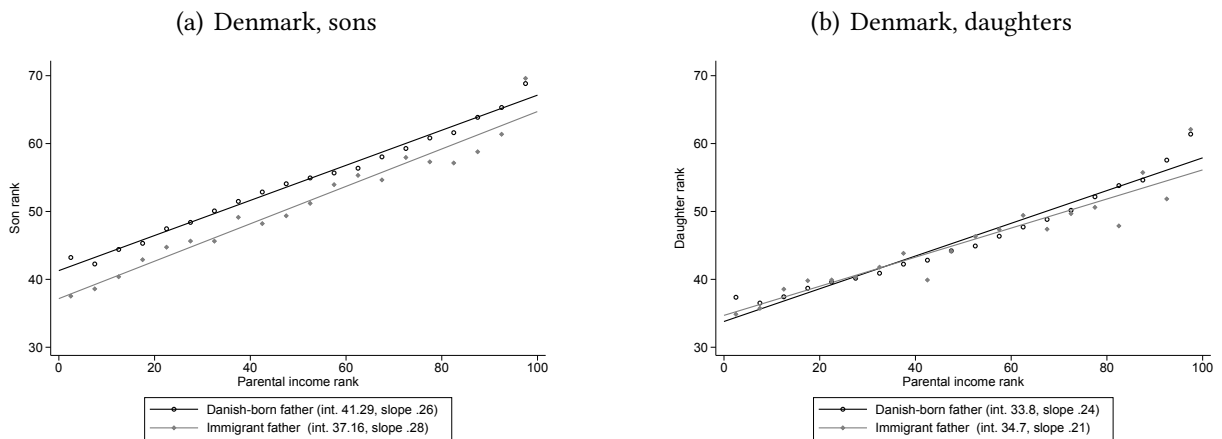 (a) Denmark, sons
70
60
50
40
30
Son rank
0 20 40 60 80 100
Parental income rank
Danish-born father (int. 41.29, slope .26)
Immigrant father (int. 37.16, slope .28)
(b) Denmark, daughters
70
60
50
40
30
Daughter rank
0 20 40 60 80 100
Parental income rank
Danish-born father (int. 33.8, slope .24)
Immigrant father (int. 34.7, slope .21)